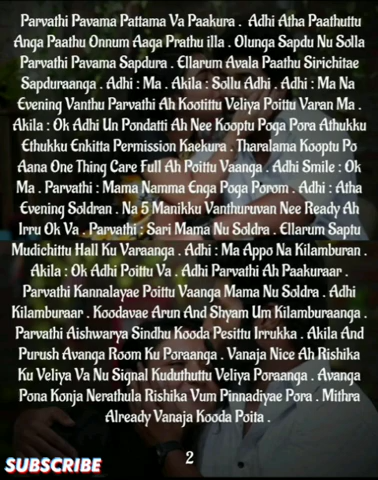 Parvathi Pavama Pattama Va Paakura . Adhi Atha Paathuttu
Anga Paathu Onnum Aaga Prathu illa . Olunga Sapdu Nu Solla
Parvathi Pavama Sapdura . Ellarum Avala Paathu Sirichitae
Sapduraanga . Adhi : Ma . Akila : Sollu Adhi . Adhi : Ma Na
Evening Vanthu Parvathi Ah Kootittu Veliya Poittu Varan Ma .
Akila : Ok Adhi Un Pondatti Ah Nee Kooptu Poga Pora Athukku
Ethukku Enkitta Permission Kaekura . Tharalama Kooptu Po
Aana One Thing Care Full Ah Poittu Vaanga . Adhi Smile : Ok
Ma . Parvathi : Mama Namma Enga Poga Porom . Adhi : Atha
Evening Soldran . Na 5 Manikku Vanthuruvan Nee Ready Ah
Irru Ok Va . Parvathi : Sari Mama Nu Soldra . Ellarum Saptu
Mudichittu Hall Ku Varaanga . Adhi : Ma Appo Na Kilamburan .
Akila : Ok Adhi Poittu Va . Adhi Parvathi Ah Paakuraar .
Parvathi Kannalayae Poittu Vaanga Mama Nu Soldra . Adhi
Kilamburaar . Koodavae Arun And Shyam Um Kilamburaanga .
Parvathi Aishwarya Sindhu Kooda Pesittu Irrukka . Akila And
Purush Avanga Room Ku Poraanga . Vanaja Nice Ah Rishika
Ku Veliya Va Nu Signal Kuduthuttu Veliya Poranga . Avanga
Pona Konja Nerathula Rishika Vum Pinnadiyae Pora . Mithra
Already Vanaja Kooda Poita .
2
SUBSCRIBE